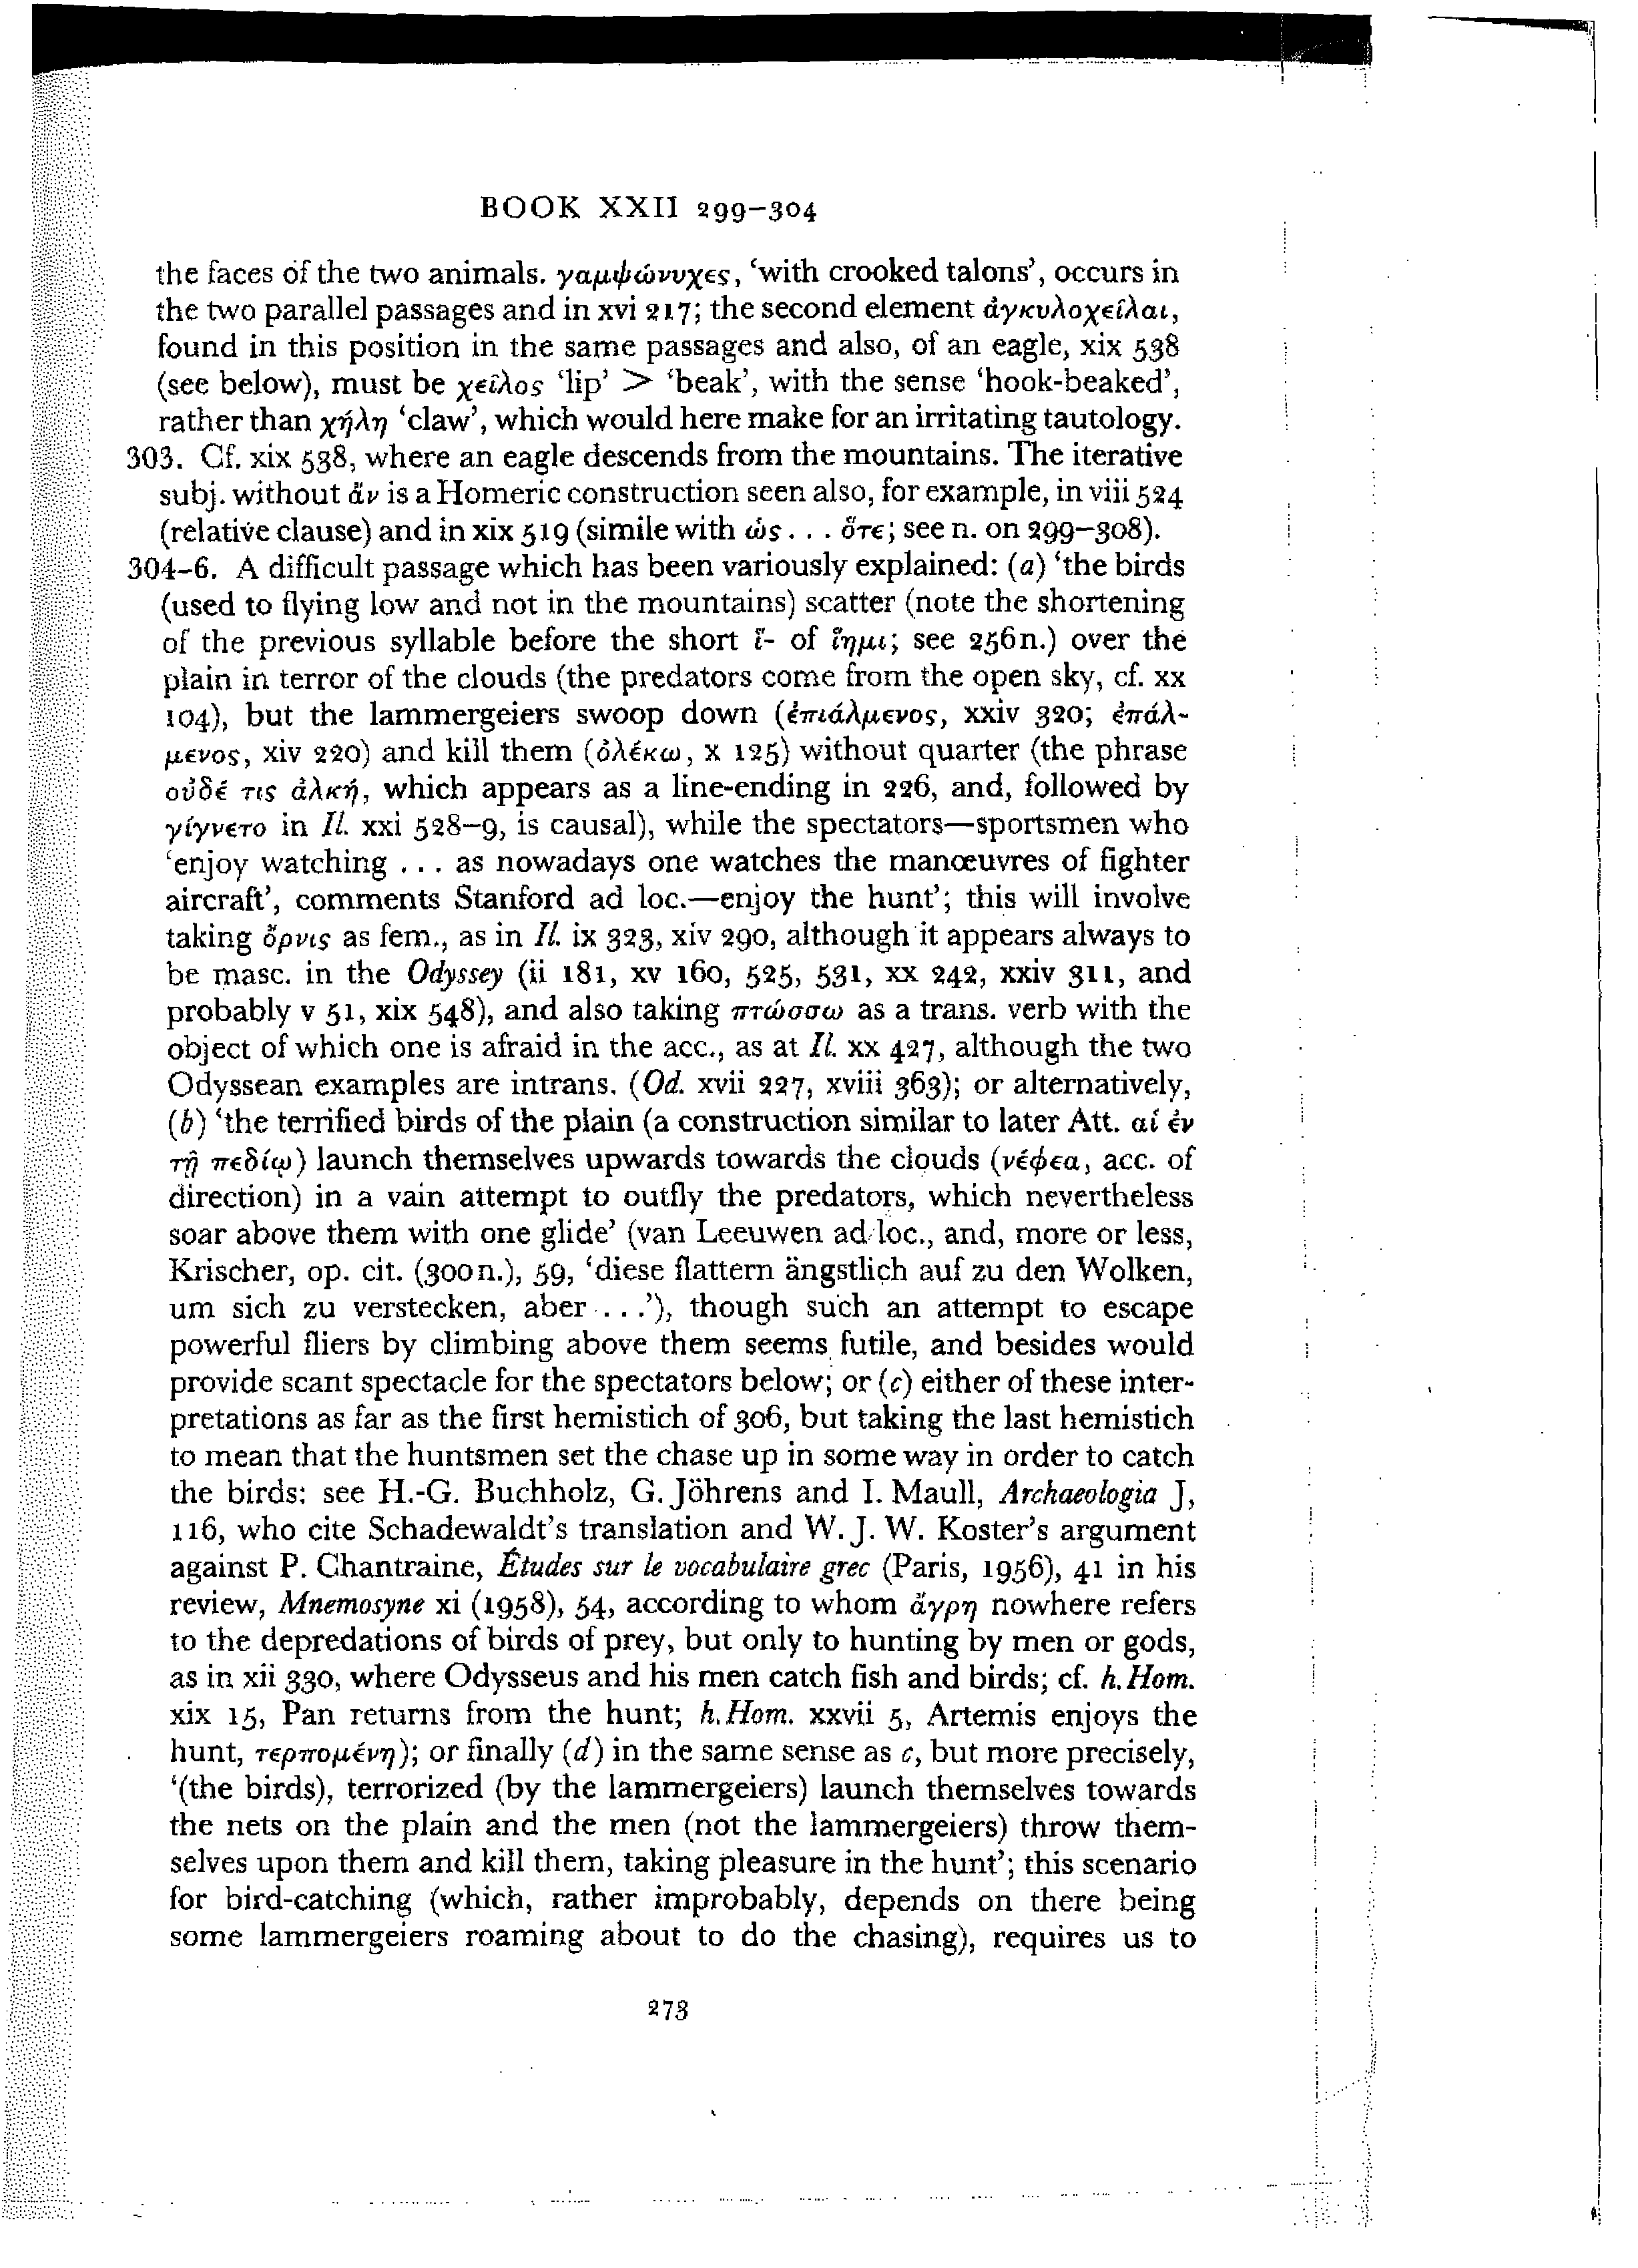 BOOK XXII 299–304
the faces of the two animals. γαμψώνυχες, ‘with crooked talons’, occurs in
the two parallel passages and in xvi 217; the second element ἀγκυλοχεῖλαι,
found in this position in the same passages and also, of an eagle, xix 538
(see below), must be χεῖλος ‘lip’ > ‘beak’, with the sense ‘hook-beaked’,
rather than χήλη ‘claw’, which would here make for an irritating tautology.
303. Cf. xix 538, where an eagle descends from the mountains. The iterative
subj. without ἄν is a Homeric construction seen also, for example, in viii 524
(relative clause) and in xix 519 (simile with ὡς . . . ὅτε; see n. on 299–308).
304–6. A difficult passage which has been variously explained: (a) ‘the birds
(used to flying low and not in the mountains) scatter (note the shortening
of the previous syllable before the short ἵ- of ἵημι; see 256n.) over the
plain in terror of the clouds (the predators come from the open sky, cf. xx
104), but the lammergeiers swoop down (ἐπιάλμενος, xxiv 320; ἐπάλ-
μενος, xiv 220) and kill them (ὀλέκω, x 125) without quarter (the phrase
οὐδέ τις ἀλκή, which appears as a line-ending in 226, and, followed by
γίγνετο in Il. xxi 528–9, is causal), while the spectators—sportsmen who
‘enjoy watching . . . as nowadays one watches the manœuvres of fighter
aircraft’, comments Stanford ad loc.—enjoy the hunt’; this will involve
taking ὄρνις as fem., as in Il. ix 323, xiv 290, although it appears always to
be masc. in the Odyssey (ii 181, xv 160, 525, 531, xx 242, xxiv 311, and
probably v 51, xix 548), and also taking πτώσσω as a trans. verb with the
object of which one is afraid in the acc., as at Il. xx 427, although the two
Odyssean examples are intrans. (Od. xvii 227, xviii 363); or alternatively,
(b) ‘the terrified birds of the plain (a construction similar to later Att. αἱ ἐν
τῇ πεδίῳ) launch themselves upwards towards the clouds (νέφεα, acc. of
direction) in a vain attempt to outfly the predators, which nevertheless
soar above them with one glide’ (van Leeuwen ad loc., and, more or less,
Krischer, op. cit. (300n.), 59, ‘diese flattern ängstlich auf zu den Wolken,
um sich zu verstecken, aber . . .’), though such an attempt to escape
powerful fliers by climbing above them seems futile, and besides would
provide scant spectacle for the spectators below; or (c) either of these inter-
pretations as far as the first hemistich of 306, but taking the last hemistich
to mean that the huntsmen set the chase up in some way in order to catch
the birds: see H.-G. Buchholz, G. Jöhrens and I. Maull, Archaeologia J,
116, who cite Schadewaldt’s translation and W. J. W. Koster’s argument
against P. Chantraine, Études sur le vocabulaire grec (Paris, 1956), 41 in his
review, Mnemosyne xi (1958), 54, according to whom ἄγρη nowhere refers
to the depredations of birds of prey, but only to hunting by men or gods,
as in xii 330, where Odysseus and his men catch fish and birds; cf. h.Hom.
xix 15, Pan returns from the hunt; h.Hom. xxvii 5, Artemis enjoys the
hunt, τερπομένη); or finally (d) in the same sense as c, but more precisely,
‘(the birds), terrorized (by the lammergeiers) launch themselves towards
the nets on the plain and the men (not the lammergeiers) throw them-
selves upon them and kill them, taking pleasure in the hunt’; this scenario
for bird-catching (which, rather improbably, depends on there being
some lammergeiers roaming about to do the chasing), requires us to
273